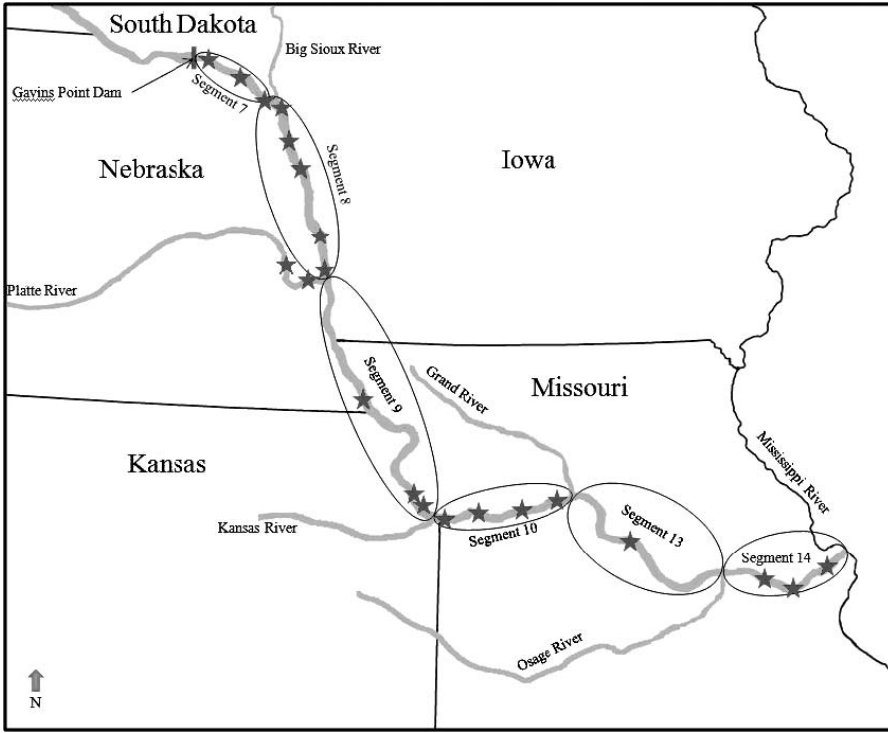 South Dakota
Big Sioux River
Gavins Point Dam
Segment 7
Nebraska
Iowa
Segment 8
Platte River
Segment 9
Grand River
Missouri
Kansas
Mississippi River
Kansas River
Segment 10
Segment 13
Segment 14
Osage River
N